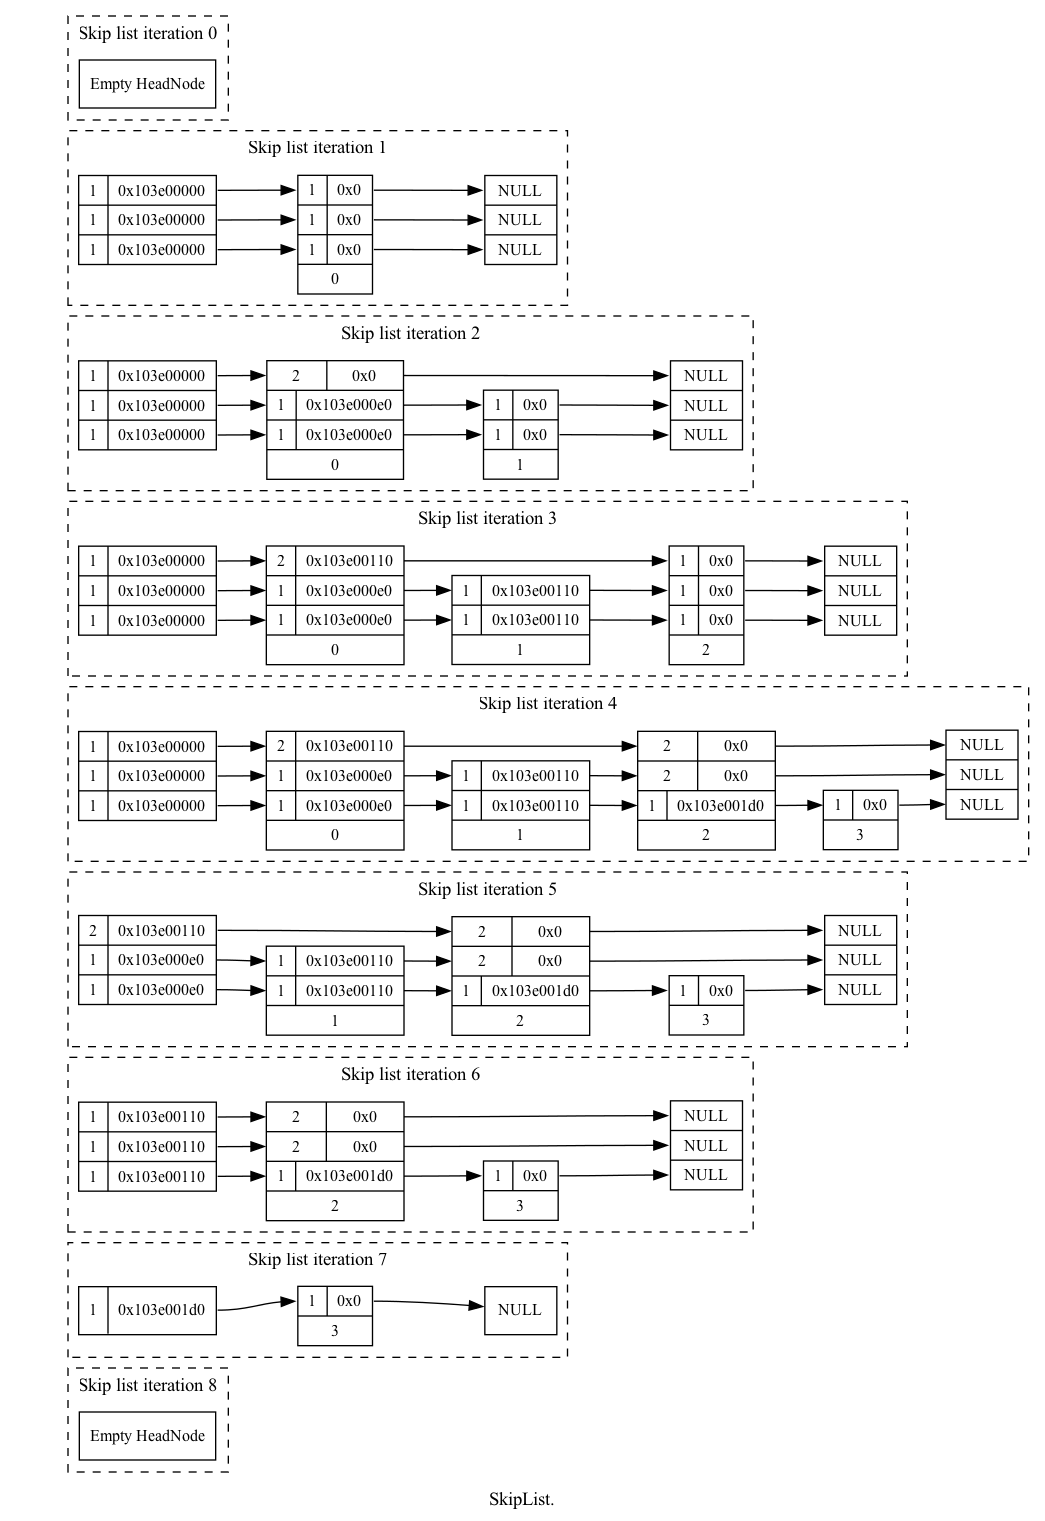 Skip list iteration 0
Empty HeadNode
Skip list iteration 1
1 0x103e00000 1 0x0 NULL
1 0x103e00000 1 0x0 NULL
1 0x103e00000 1 0x0 NULL
0
Skip list iteration 2
1 0x103e00000 2 0x0 NULL
1 0x103e00000 1 0x103e000e0 1 0x0 NULL
1 0x103e00000 1 0x103e000e0 1 0x0 NULL
0 1
Skip list iteration 3
1 0x103e00000 2 0x103e00110 1 0x0 NULL
1 0x103e00000 1 0x103e000e0 1 0x103e00110 1 0x0 NULL
1 0x103e00000 1 0x103e000e0 1 0x103e00110 1 0x0 NULL
0 1 2
Skip list iteration 4
1 0x103e00000 2 0x103e00110 2 0x0 NULL
1 0x103e00000 1 0x103e000e0 1 0x103e00110 2 0x0 NULL
1 0x103e00000 1 0x103e000e0 1 0x103e00110 1 0x103e001d0 1 0x0 NULL
0 1 2 3
Skip list iteration 5
2 0x103e00110 2 0x0 NULL
1 0x103e000e0 1 0x103e00110 2 0x0 NULL
1 0x103e000e0 1 0x103e00110 1 0x103e001d0 1 0x0 NULL
1 2 3
Skip list iteration 6
1 0x103e00110 2 0x0 NULL
1 0x103e00110 2 0x0 NULL
1 0x103e00110 1 0x103e001d0 1 0x0 NULL
2 3
Skip list iteration 7
1 0x103e001d0 1 0x0 NULL
3
Skip list iteration 8
Empty HeadNode
SkipList.